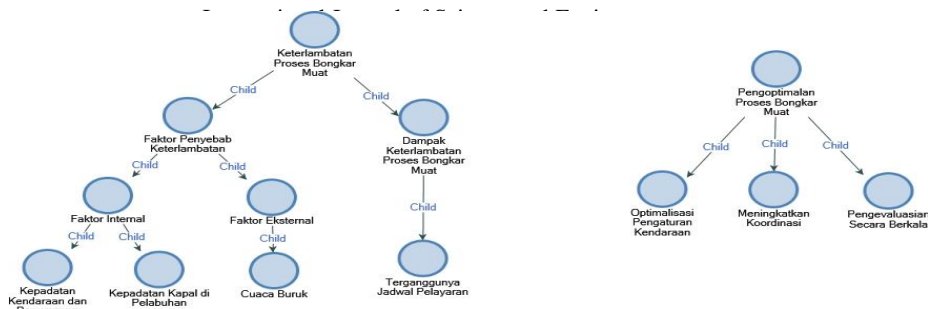 Keterlambatan
Proses Bongkar
Muat
Child
Child
Faktor Penyebab
Keterlambatan
Dampak
Keterlambatan
Proses Bongkar
Muat
Child
Child
Child
Faktor Internal
Faktor Eksternal
Child
Child
Child
Kepadatan
Kendaraan dan
Kepadatan Kapal di
Pelabuhan
Cuaca Buruk
Terganggunya
Jadwal Pelayaran
Pengoptimalan
Proses Bongkar
Muat
Child
Child
Child
Optimalisasi
Pengaturan
Kendaraan
Meningkatkan
Koordinasi
Pengevaluasian
Secara Berkala